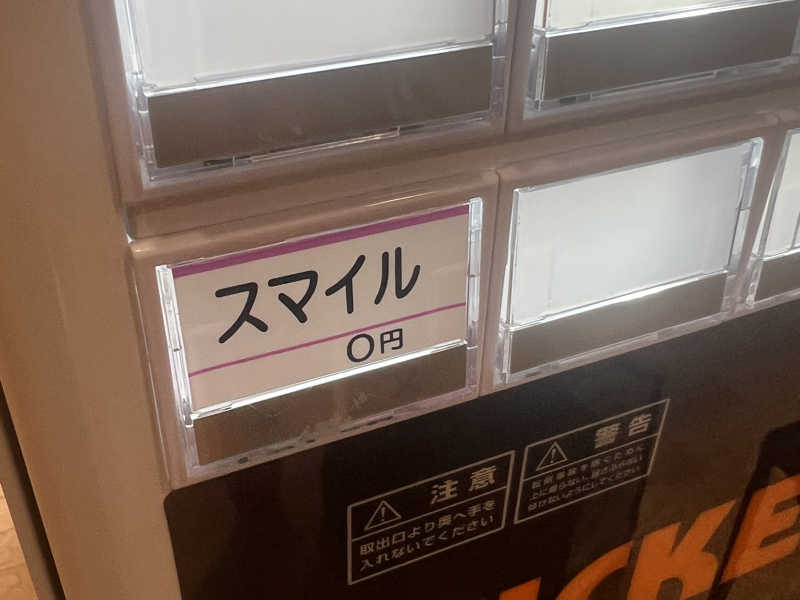 スマイル
0円
注意
取出口より奥へ手を
入れないでください
警告
ICKE